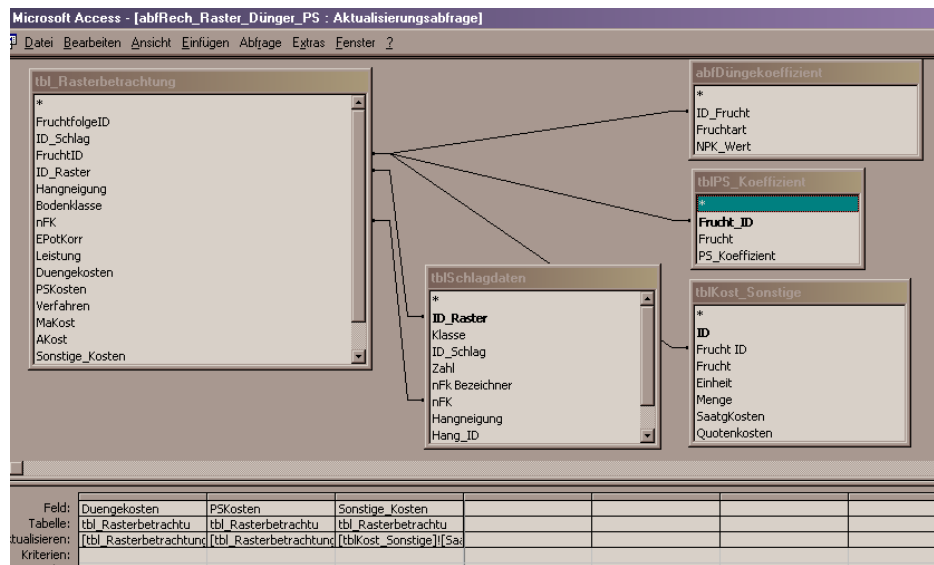 Microsoft Access - [abfRech_Raster_Dünger_PS : Aktualisierungsabfrage]
Datei Bearbeiten Ansicht Einfügen Abfrage Extras Fenster ?
tbl_Rasterbetrachtung
*
FruchtfolgeID
ID_Schlag
FruchtID
ID_Raster
Hangneigung
Bodenklasse
nFK
EPotKorr
Leistung
Duengekosten
PSKosten
Verfahren
MaKost
AKost
Sonstige_Kosten
abfDüngekoeffizient
*
ID_Frucht
Fruchtart
NPK_Wert
tblPS_Koeffizient
*
Frucht_ID
Frucht
PS_Koeffizient
tblSchlagdaten
*
ID_Raster
Klasse
ID_Schlag
Zahl
nFk Bezeichner
nFK
Hangneigung
Hang_ID
tblKost_Sonstige
*
ID
Frucht ID
Frucht
Einheit
Menge
SaatgKosten
Quotenkosten
Feld: Duengekosten PSKosten Sonstige_Kosten
Tabelle: tbl_Rasterbetrachtu tbl_Rasterbetrachtu tbl_Rasterbetrachtu
tualisieren: [tbl_Rasterbetrachtung [tbl_Rasterbetrachtung [tblKost_Sonstige]![Saa
Kriterien: